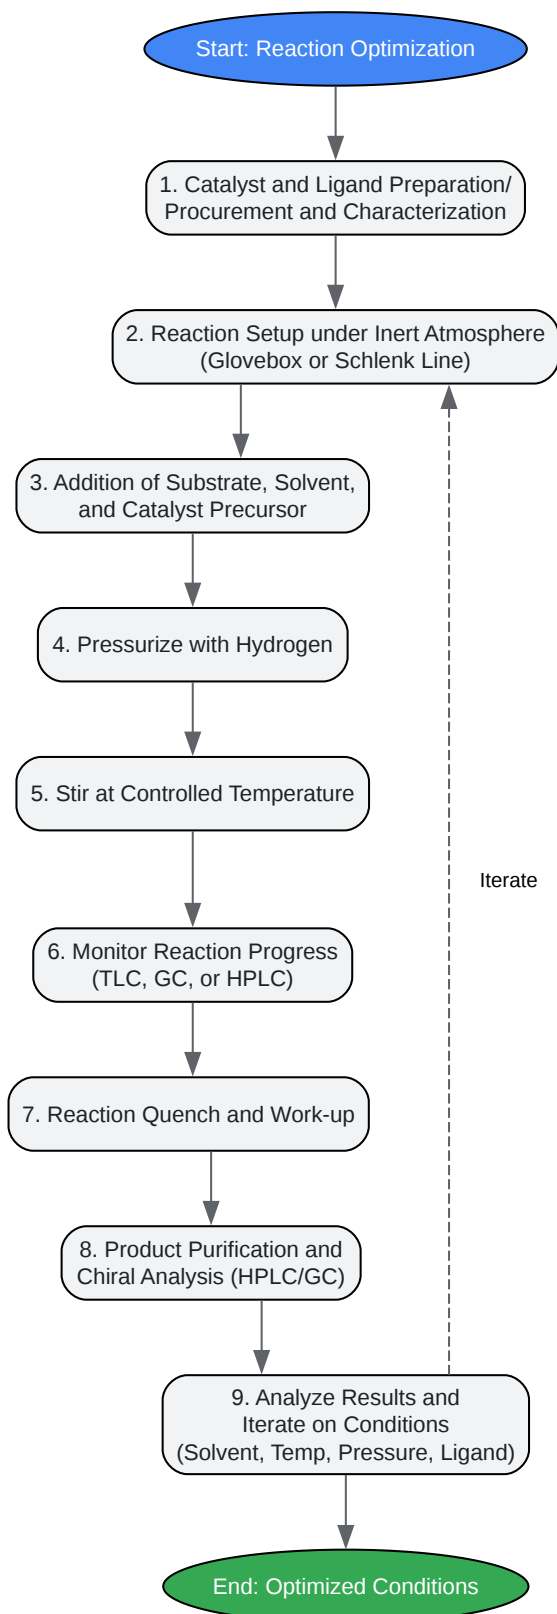 Start: Reaction Optimization
1. Catalyst and Ligand Preparation/
Procurement and Characterization
2. Reaction Setup under Inert Atmosphere
(Glovebox or Schlenk Line)
3. Addition of Substrate, Solvent,
and Catalyst Precursor
4. Pressurize with Hydrogen
5. Stir at Controlled Temperature
Iterate
6. Monitor Reaction Progress
(TLC, GC, or HPLC)
7. Reaction Quench and Work-up
8. Product Purification and
Chiral Analysis (HPLC/GC)
9. Analyze Results and
Iterate on Conditions
(Solvent, Temp, Pressure, Ligand)
End: Optimized Conditions